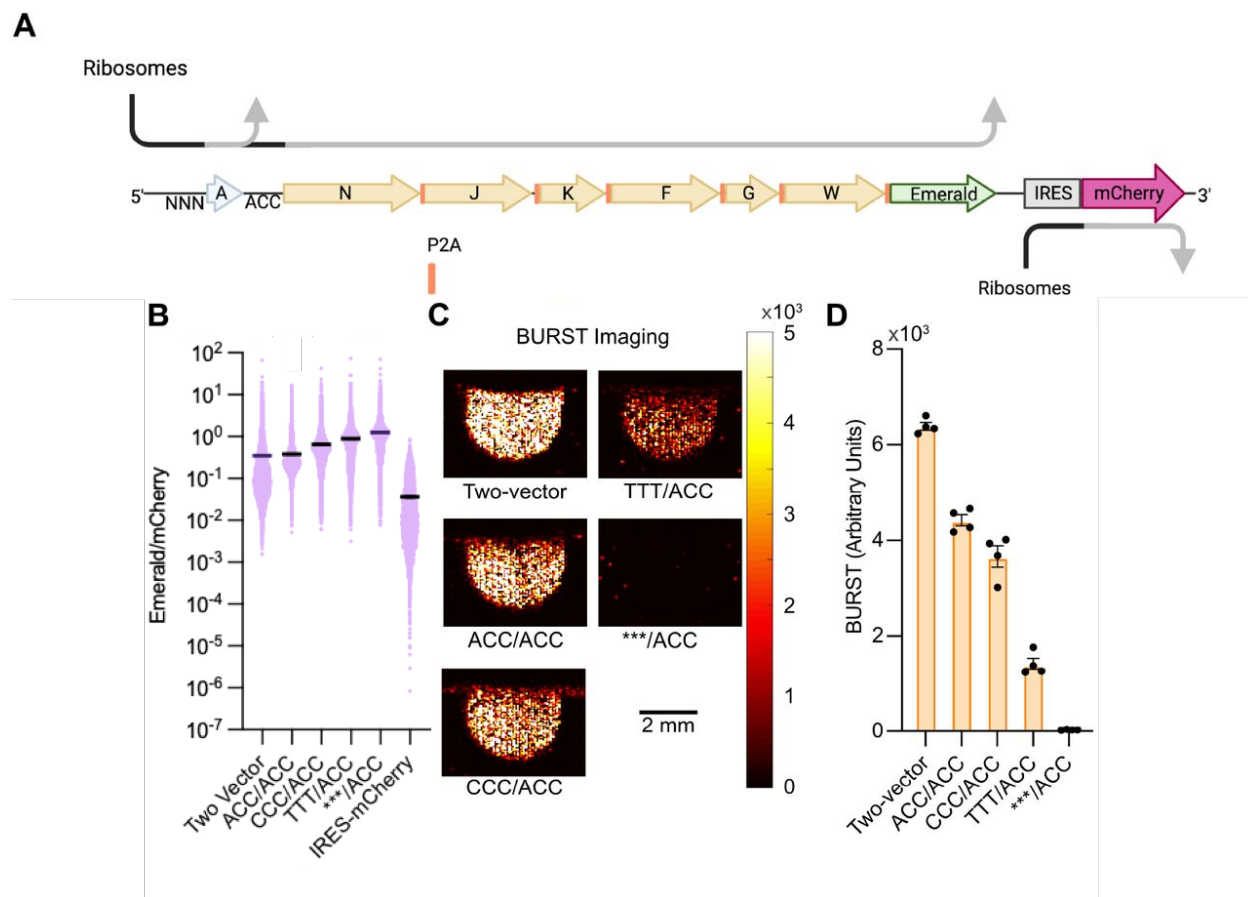 A
Ribosomes
5'
NNN
A
ACC
N
J
K
F
G
W
Emerald
IRES
mCherry
3'
P2A
Ribosomes
B
Emerald/mCherry
10²
10¹
10⁰
10⁻¹
10⁻²
10⁻³
10⁻⁴
10⁻⁵
10⁻⁶
10⁻⁷
Two Vector
ACC/ACC
CCC/ACC
TTT/ACC
***/ACC
IRES-mCherry
C
BURST Imaging
Two-vector
TTT/ACC
ACC/ACC
***/ACC
CCC/ACC
2 mm
x10³
5
4
3
2
1
0
D
x10³
BURST (Arbitrary Units)
8
6
4
2
0
Two-vector
ACC/ACC
CCC/ACC
TTT/ACC
***/ACC